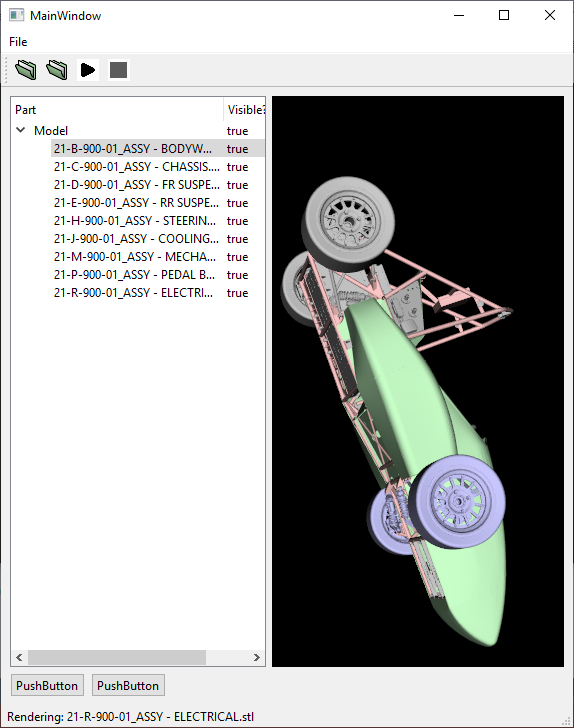 MainWindow
File
Part Visible?
Model true
21-B-900-01_ASSY - BODYW... true
21-C-900-01_ASSY - CHASSIS.... true
21-D-900-01_ASSY - FR SUSPE... true
21-E-900-01_ASSY - RR SUSPE... true
21-H-900-01_ASSY - STEERIN... true
21-J-900-01_ASSY - COOLING... true
21-M-900-01_ASSY - MECHA... true
21-P-900-01_ASSY - PEDAL B... true
21-R-900-01_ASSY - ELECTRI... true
PushButton PushButton
Rendering: 21-R-900-01_ASSY - ELECTRICAL.stl